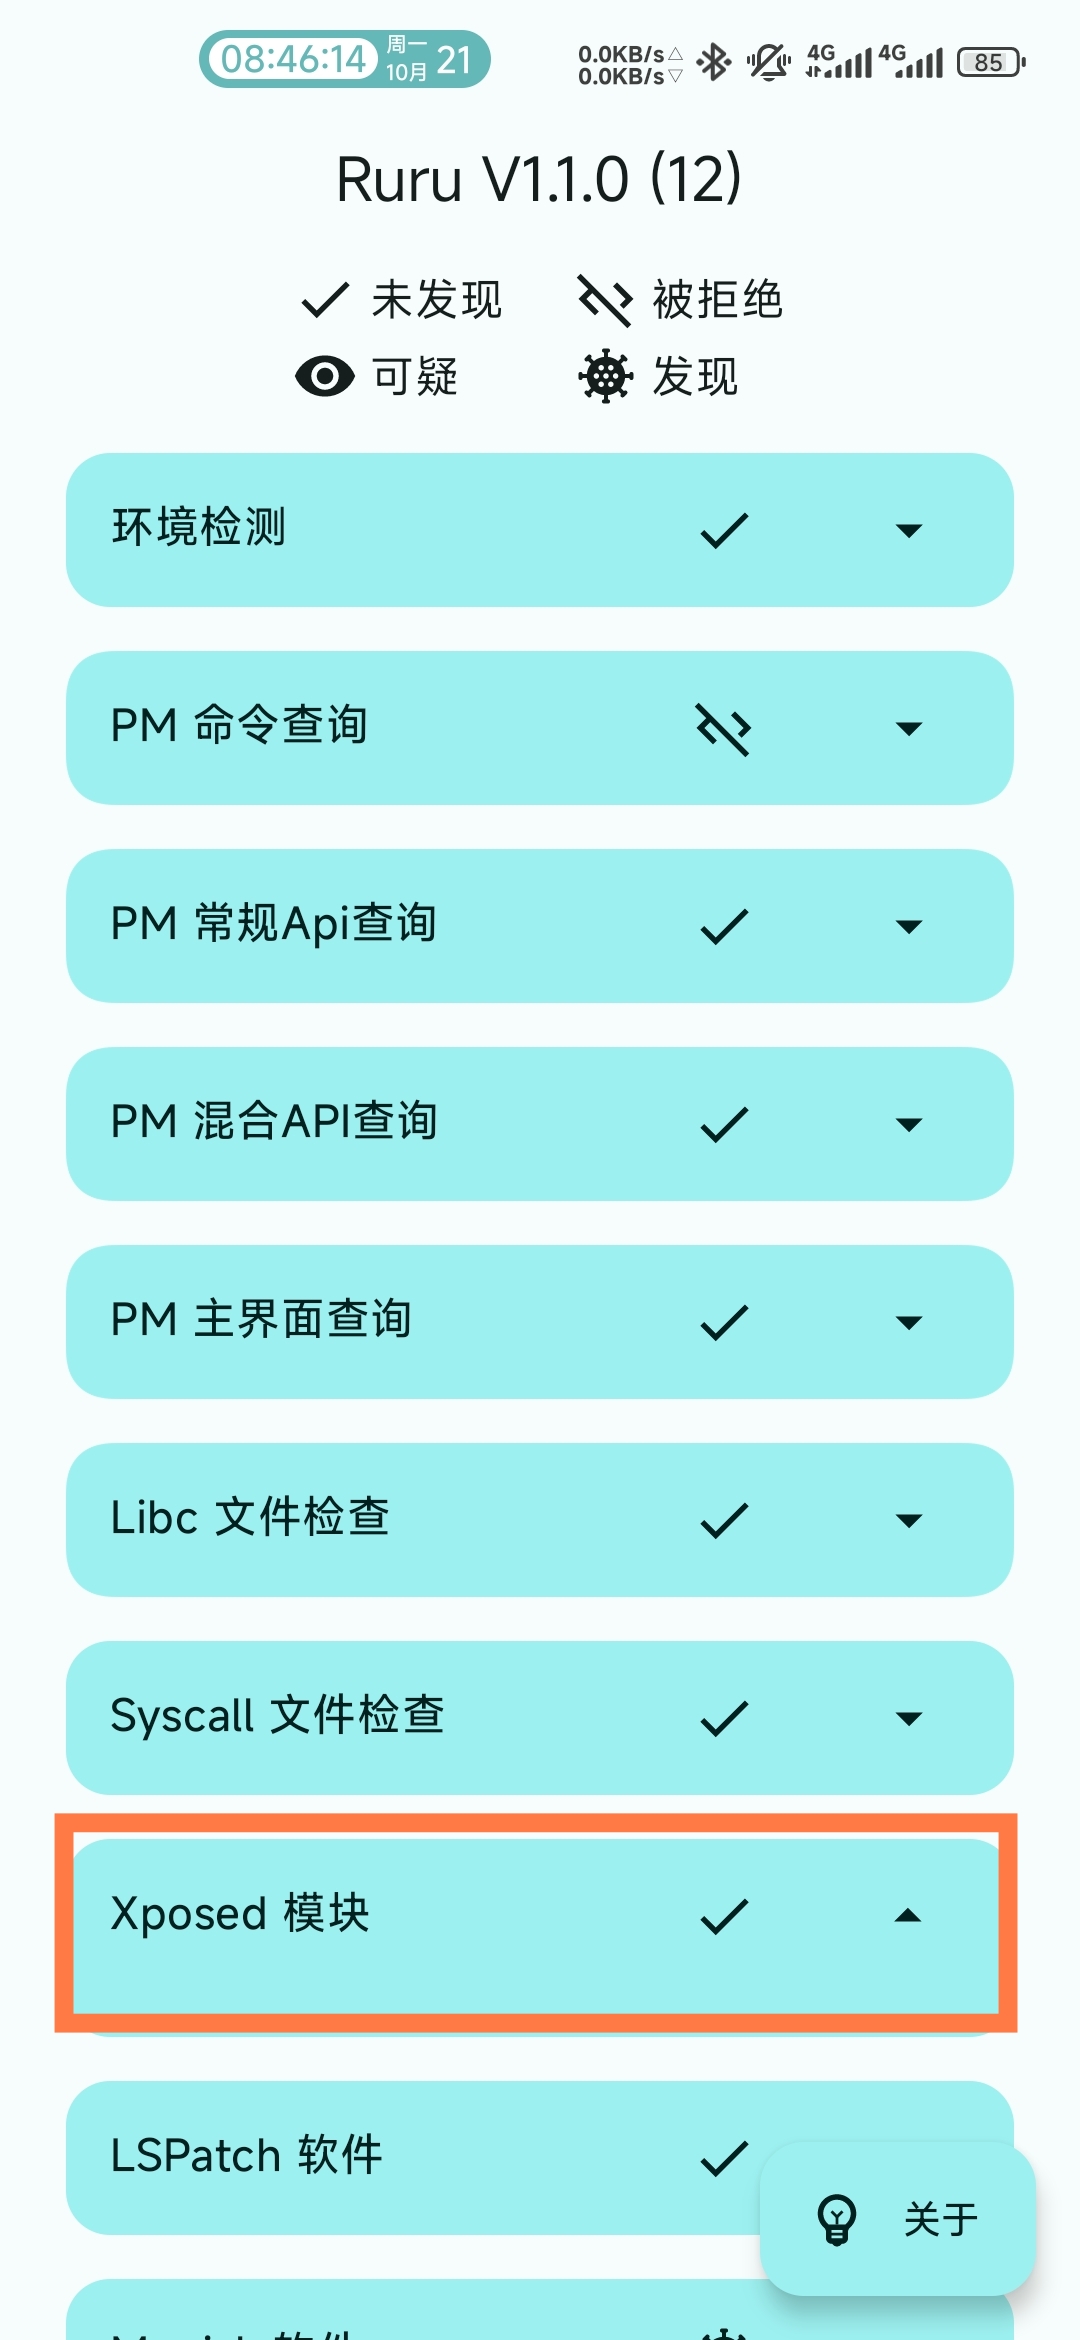 08:46:14 周一 10月 21 0.0KB/s 0.0KB/s 4G 4G 85
Ruru V1.1.0 (12)
未发现 被拒绝
可疑 发现
环境检测
PM 命令查询
PM 常规Api查询
PM 混合API查询
PM 主界面查询
Libc 文件检查
Syscall 文件检查
Xposed 模块
LSPatch 软件
关于